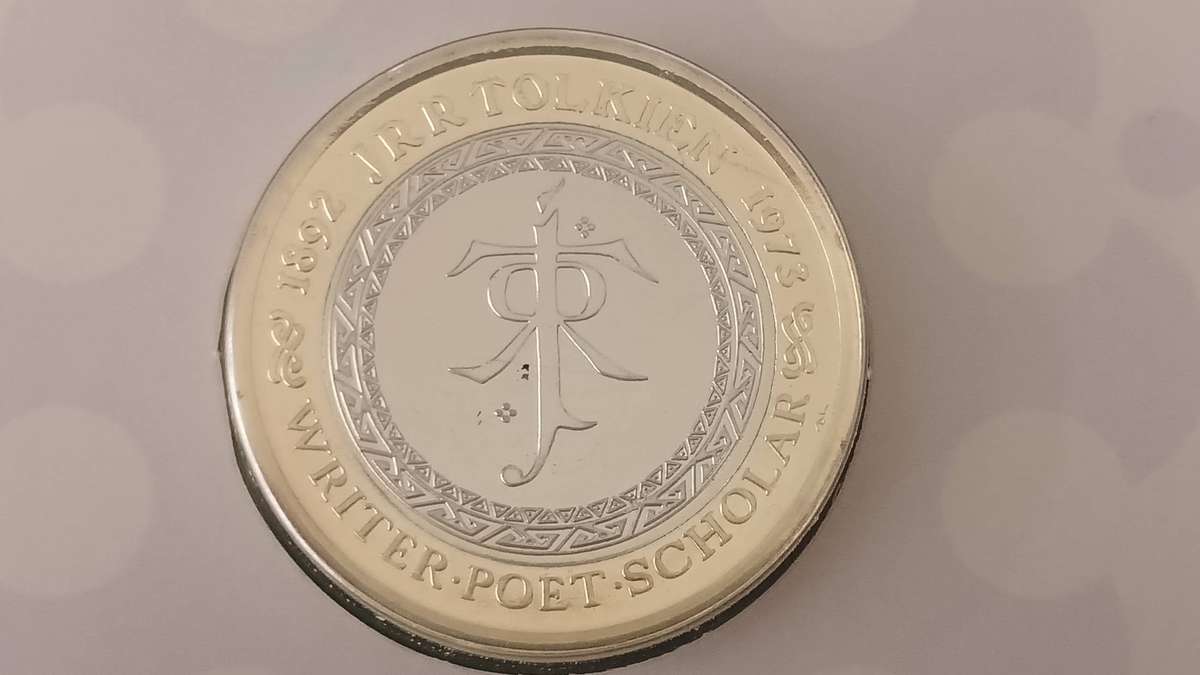 1892 JRR TOLKIEN 1973
WRITER·POET·SCHOLAR